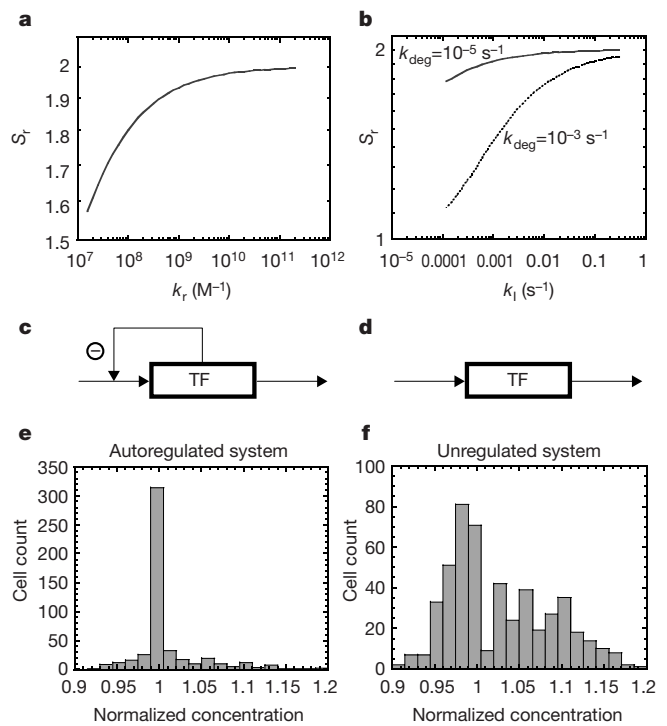 a
b
2
1.9
1.8
1.7
1.6
1.5
S_r
10^7 10^8 10^9 10^10 10^11 10^12
k_r (M^–1)
2
1
S_r
k_deg=10^–5 s^–1
k_deg=10^–3 s^–1
10^–5 0.0001 0.001 0.01 0.1 1
k_l (s^–1)
c
d
–
TF
TF
e
f
Autoregulated system
Unregulated system
350
300
250
200
150
100
50
0
Cell count
0.9 0.95 1 1.05 1.1 1.15 1.2
Normalized concentration
100
80
60
40
20
0
Cell count
0.9 0.95 1 1.05 1.1 1.15 1.2
Normalized concentration